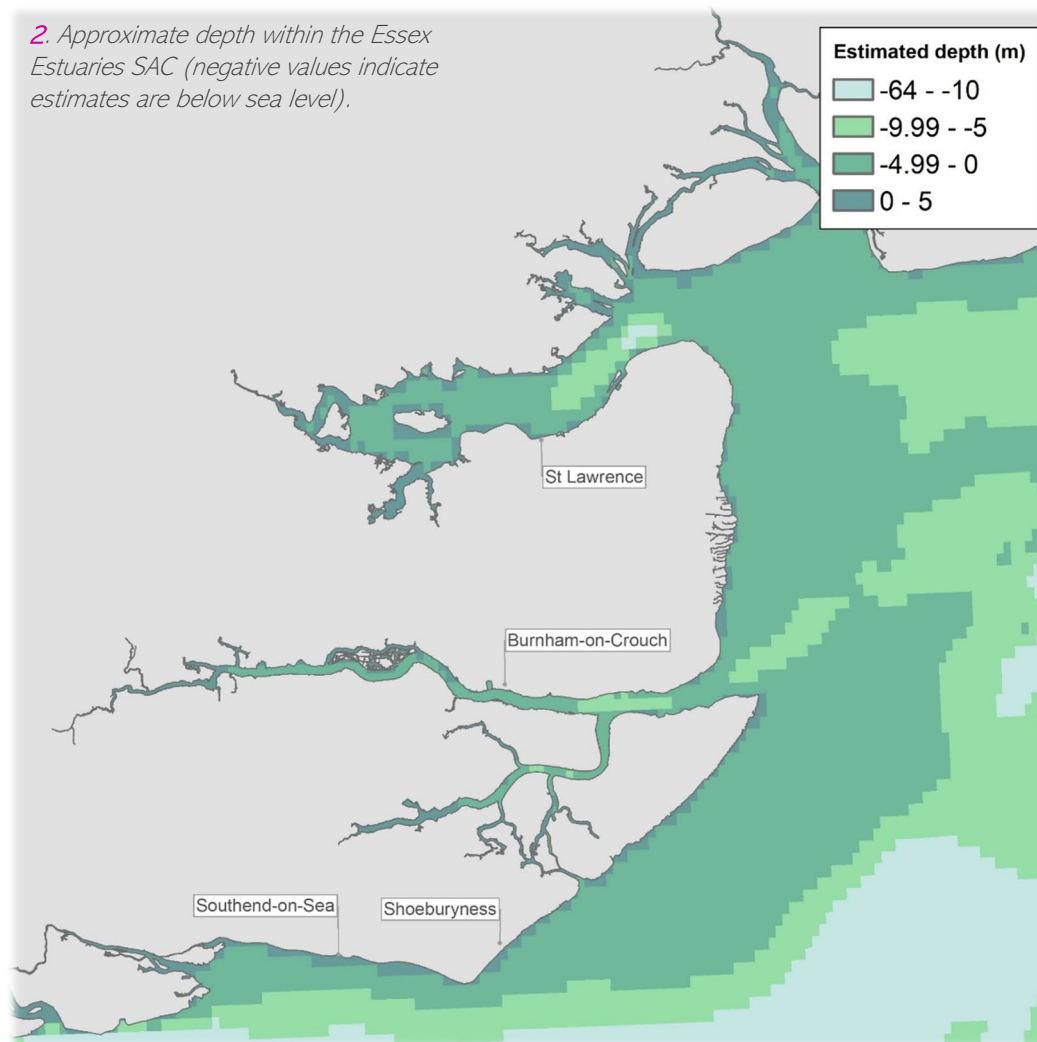 2. Approximate depth within the Essex
Estuaries SAC (negative values indicate
estimates are below sea level).
Estimated depth (m)
-64 - -10
-9.99 - -5
-4.99 - 0
0 - 5
St Lawrence
Burnham-on-Crouch
Southend-on-Sea
Shoeburyness